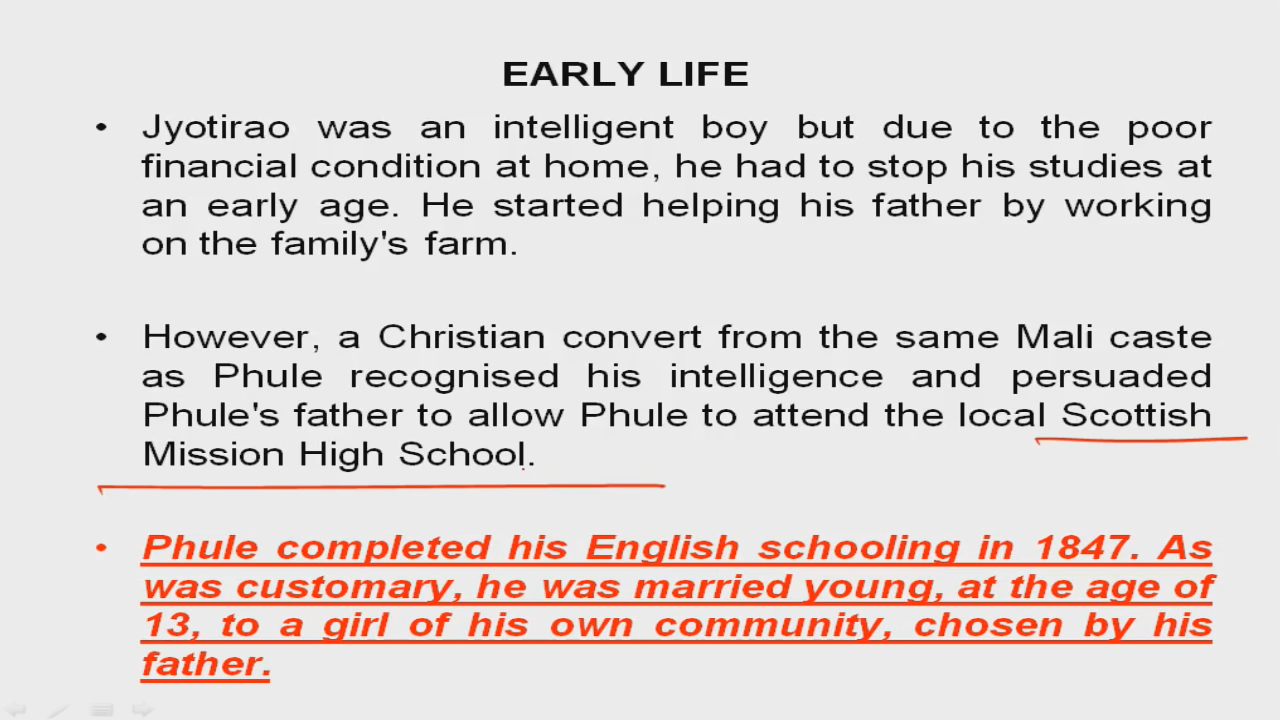 EARLY LIFE
• Jyotirao was an intelligent boy but due to the poor
financial condition at home, he had to stop his studies at
an early age. He started helping his father by working
on the family's farm.
• However, a Christian convert from the same Mali caste
as Phule recognised his intelligence and persuaded
Phule's father to allow Phule to attend the local Scottish
Mission High School.
• Phule completed his English schooling in 1847. As
was customary, he was married young, at the age of
13, to a girl of his own community, chosen by his
father.